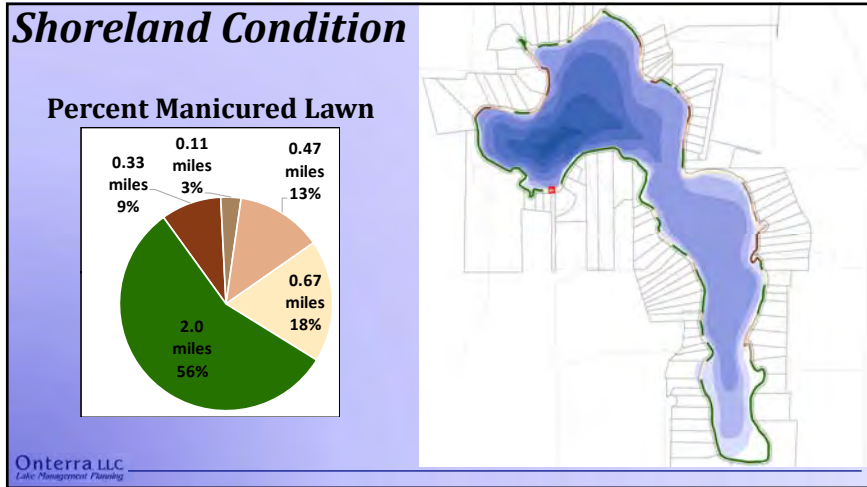 Shoreland Condition
Percent Manicured Lawn
0.11
miles
3%
0.47
miles
13%
0.33
miles
9%
0.67
miles
18%
2.0
miles
56%
Onterra LLC
Lake Management Planning